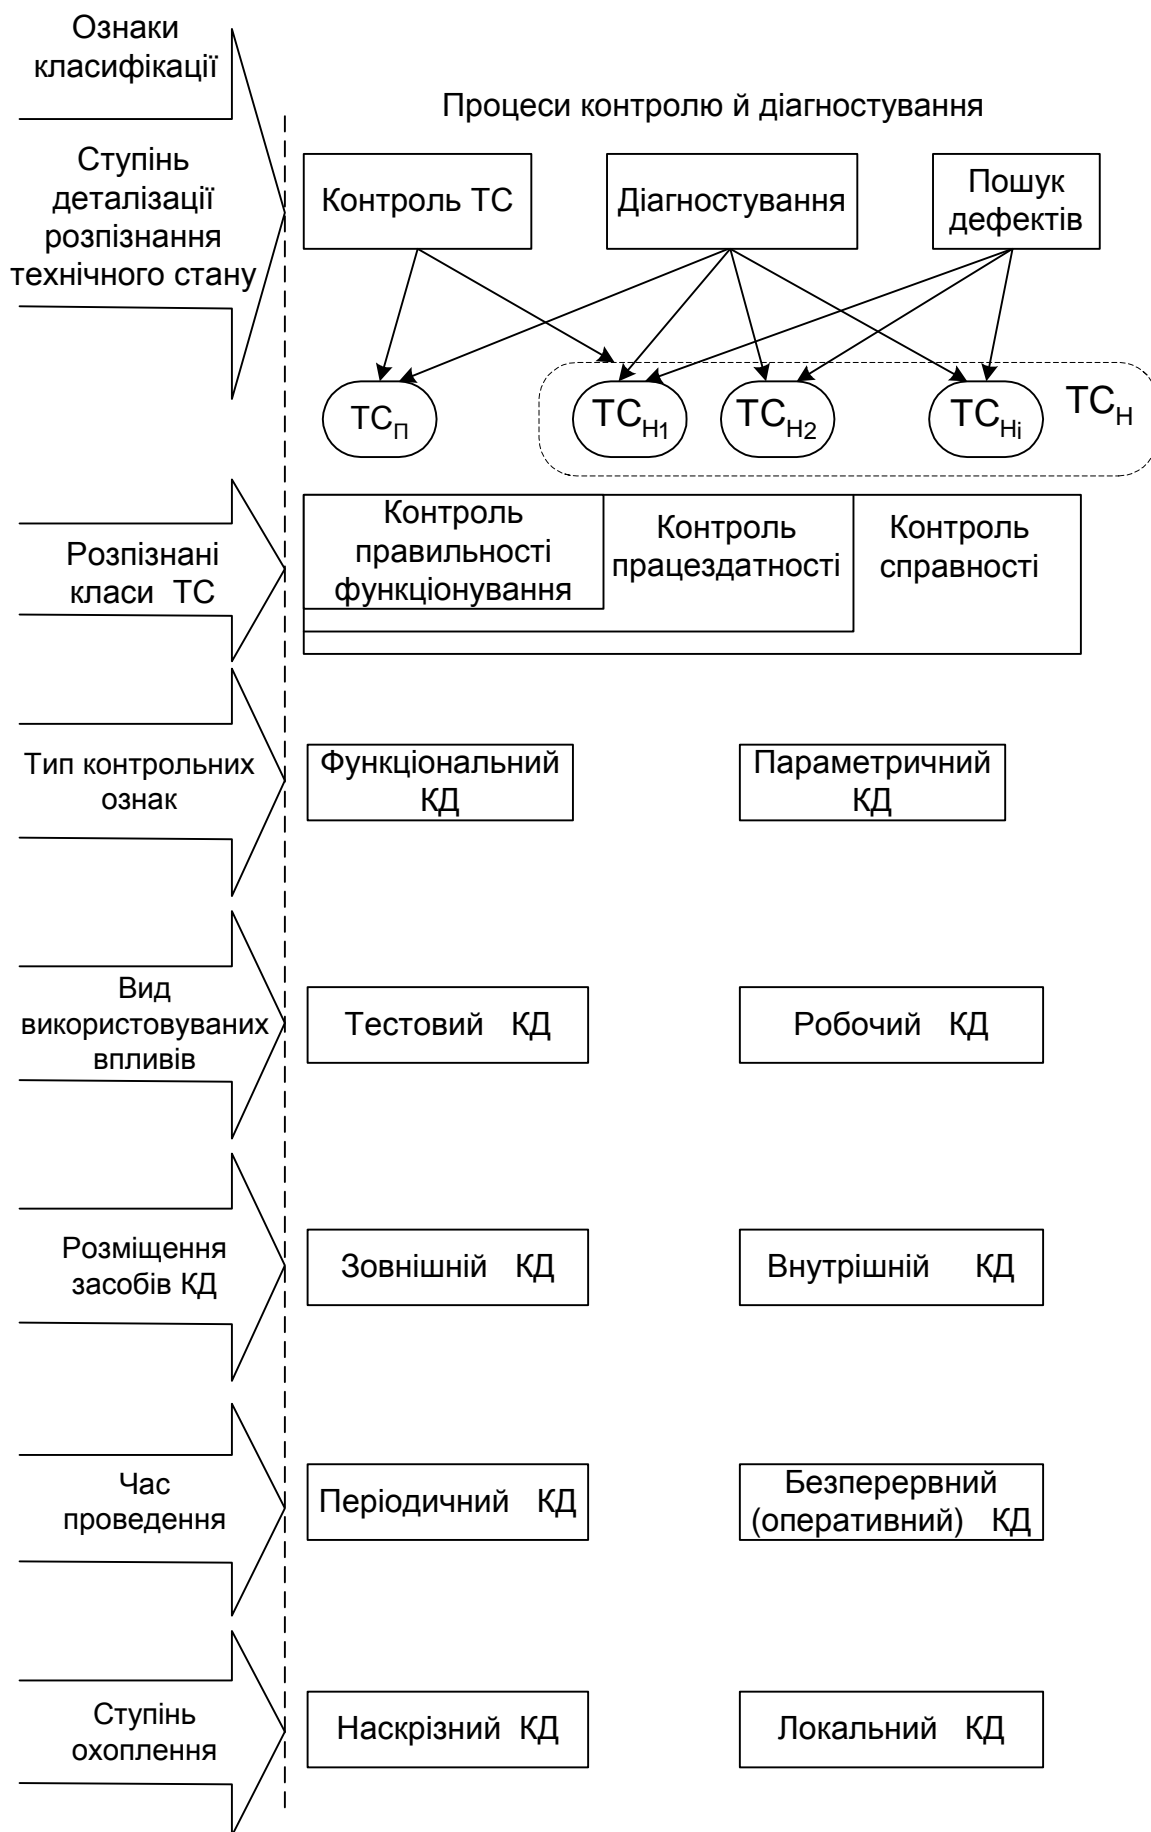 Ознаки
класифікації
Процеси контролю й діагностування
Ступінь
деталізації
розпізнання
технічного стану
Контроль ТС
Діагностування
Пошук
дефектів
ТСП
ТСН1
ТСН2
ТСНі
ТСН
Розпізнані
класи ТС
Контроль
правильності
функціонування
Контроль
працездатності
Контроль
справності
Тип контрольних
ознак
Функціональний
КД
Параметричний
КД
Вид
використовуваних
впливів
Тестовий КД
Робочий КД
Розміщення
засобів КД
Зовнішній КД
Внутрішній КД
Час
проведення
Періодичний КД
Безперервний
(оперативний) КД
Ступінь
охоплення
Наскрізний КД
Локальний КД